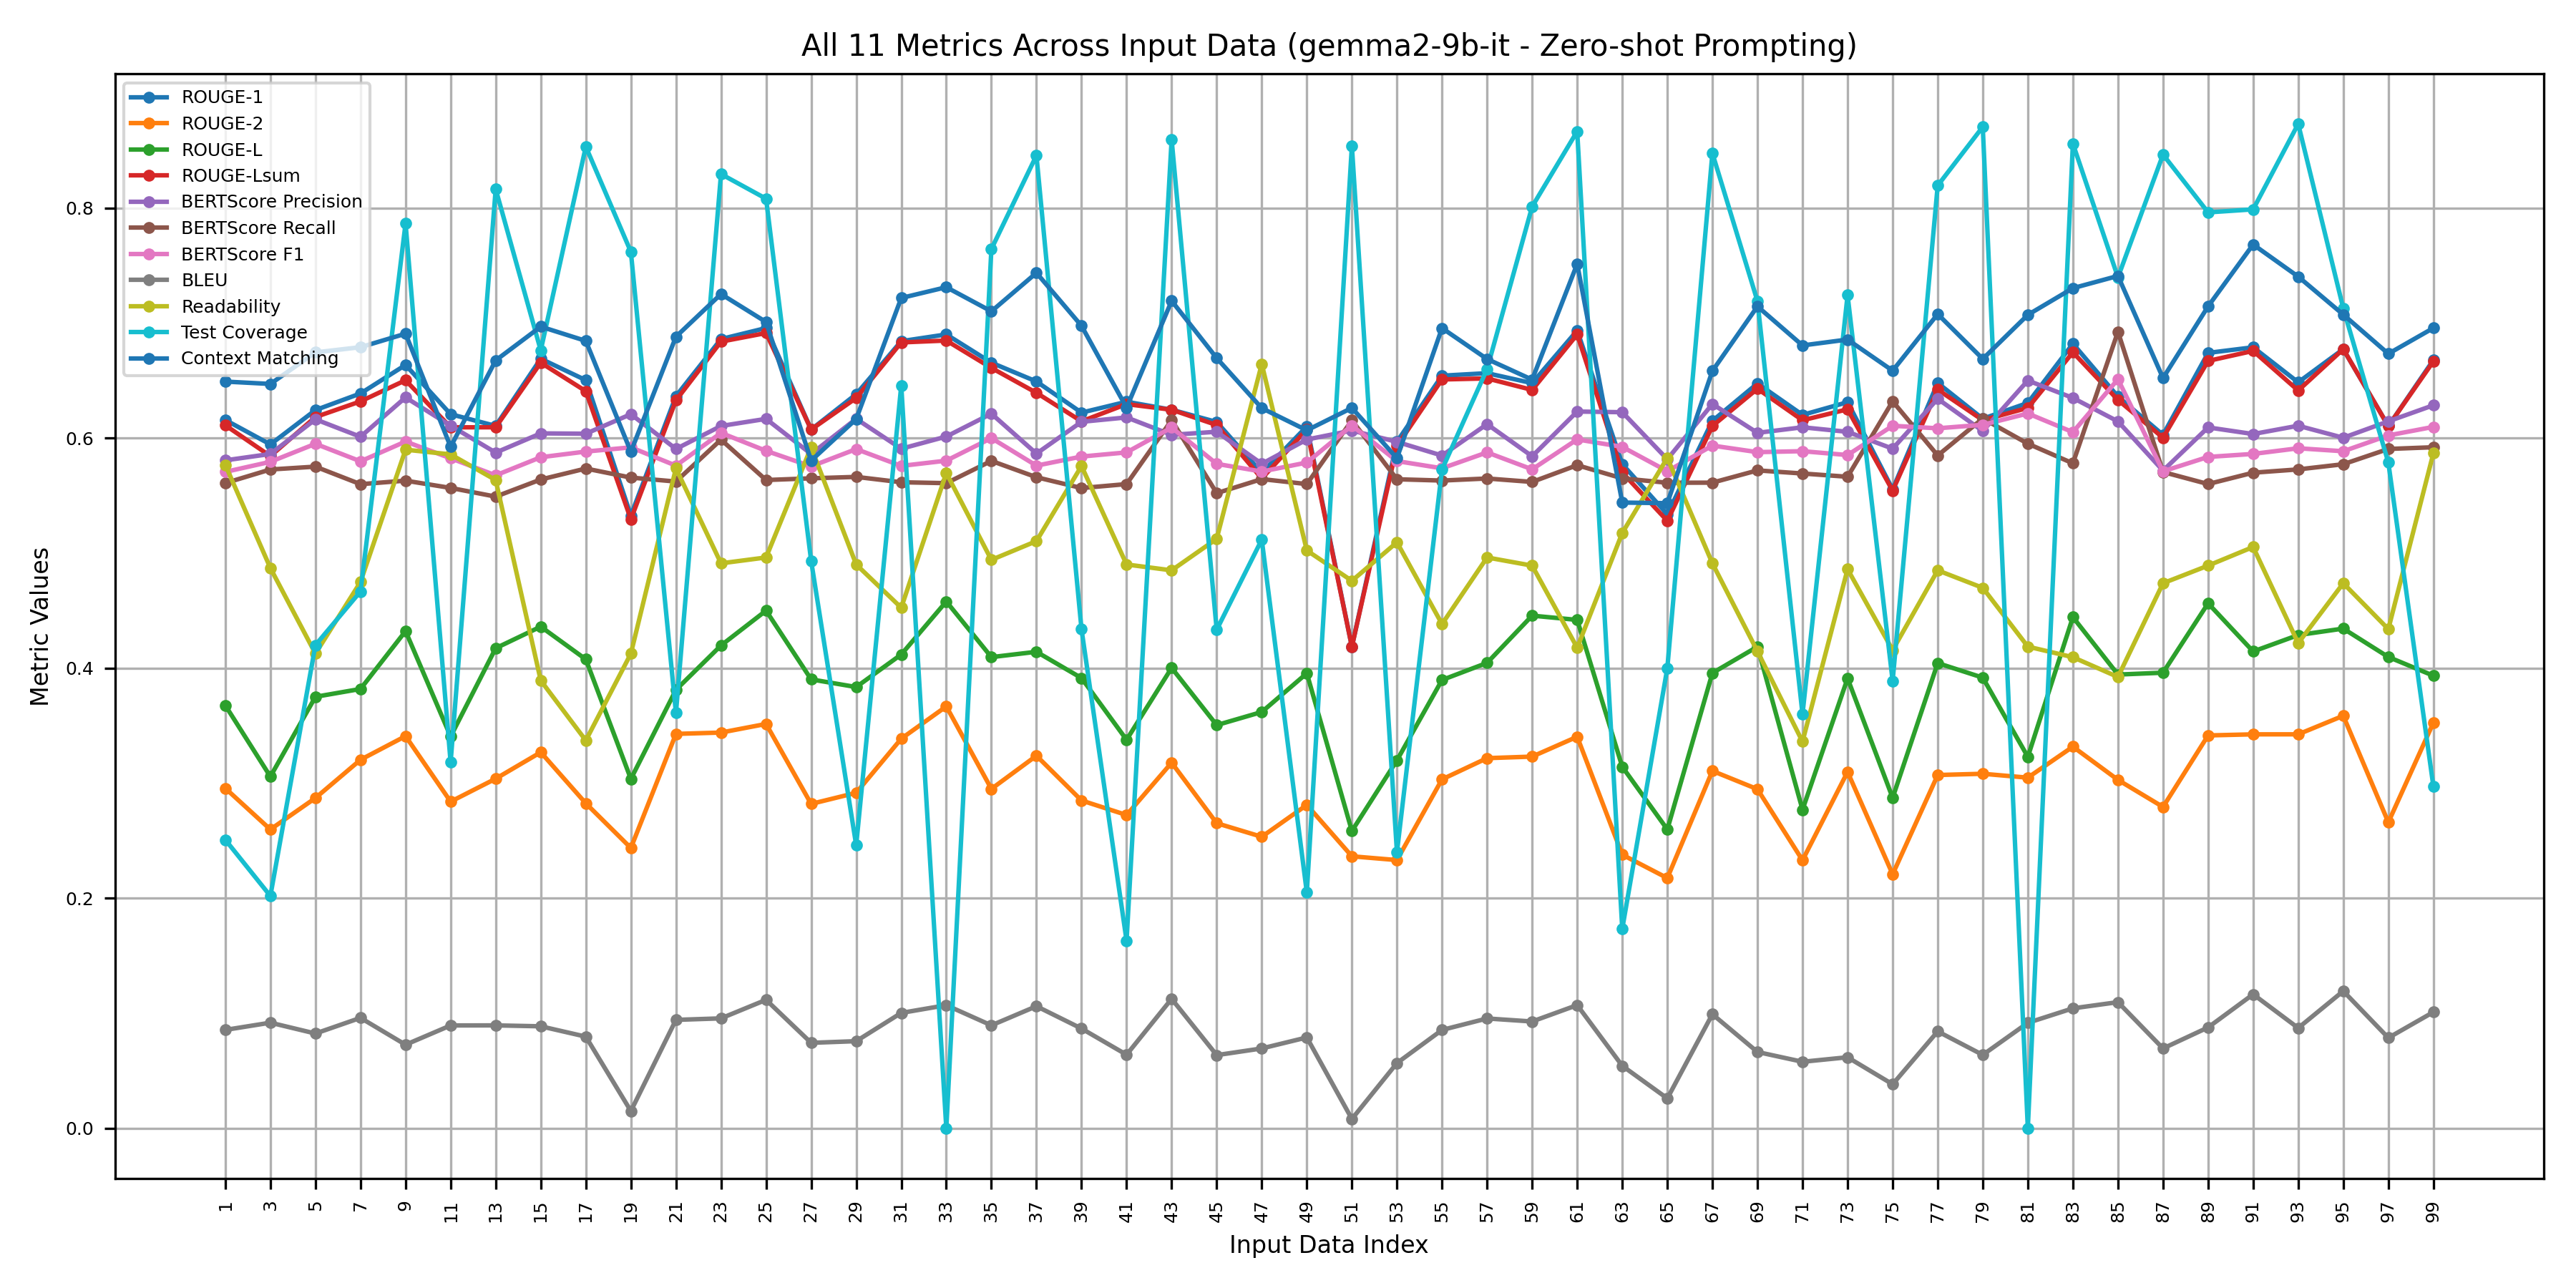 All 11 Metrics Across Input Data (gemma2-9b-it - Zero-shot Prompting)
ROUGE-1
ROUGE-2
ROUGE-L
ROUGE-Lsum
BERTScore Precision
BERTScore Recall
BERTScore F1
BLEU
Readability
Test Coverage
Context Matching
Metric Values
0.8
0.6
0.4
0.2
0.0
1 3 5 7 9 11 13 15 17 19 21 23 25 27 29 31 33 35 37 39 41 43 45 47 49 51 53 55 57 59 61 63 65 67 69 71 73 75 77 79 81 83 85 87 89 91 93 95 97 99
Input Data Index